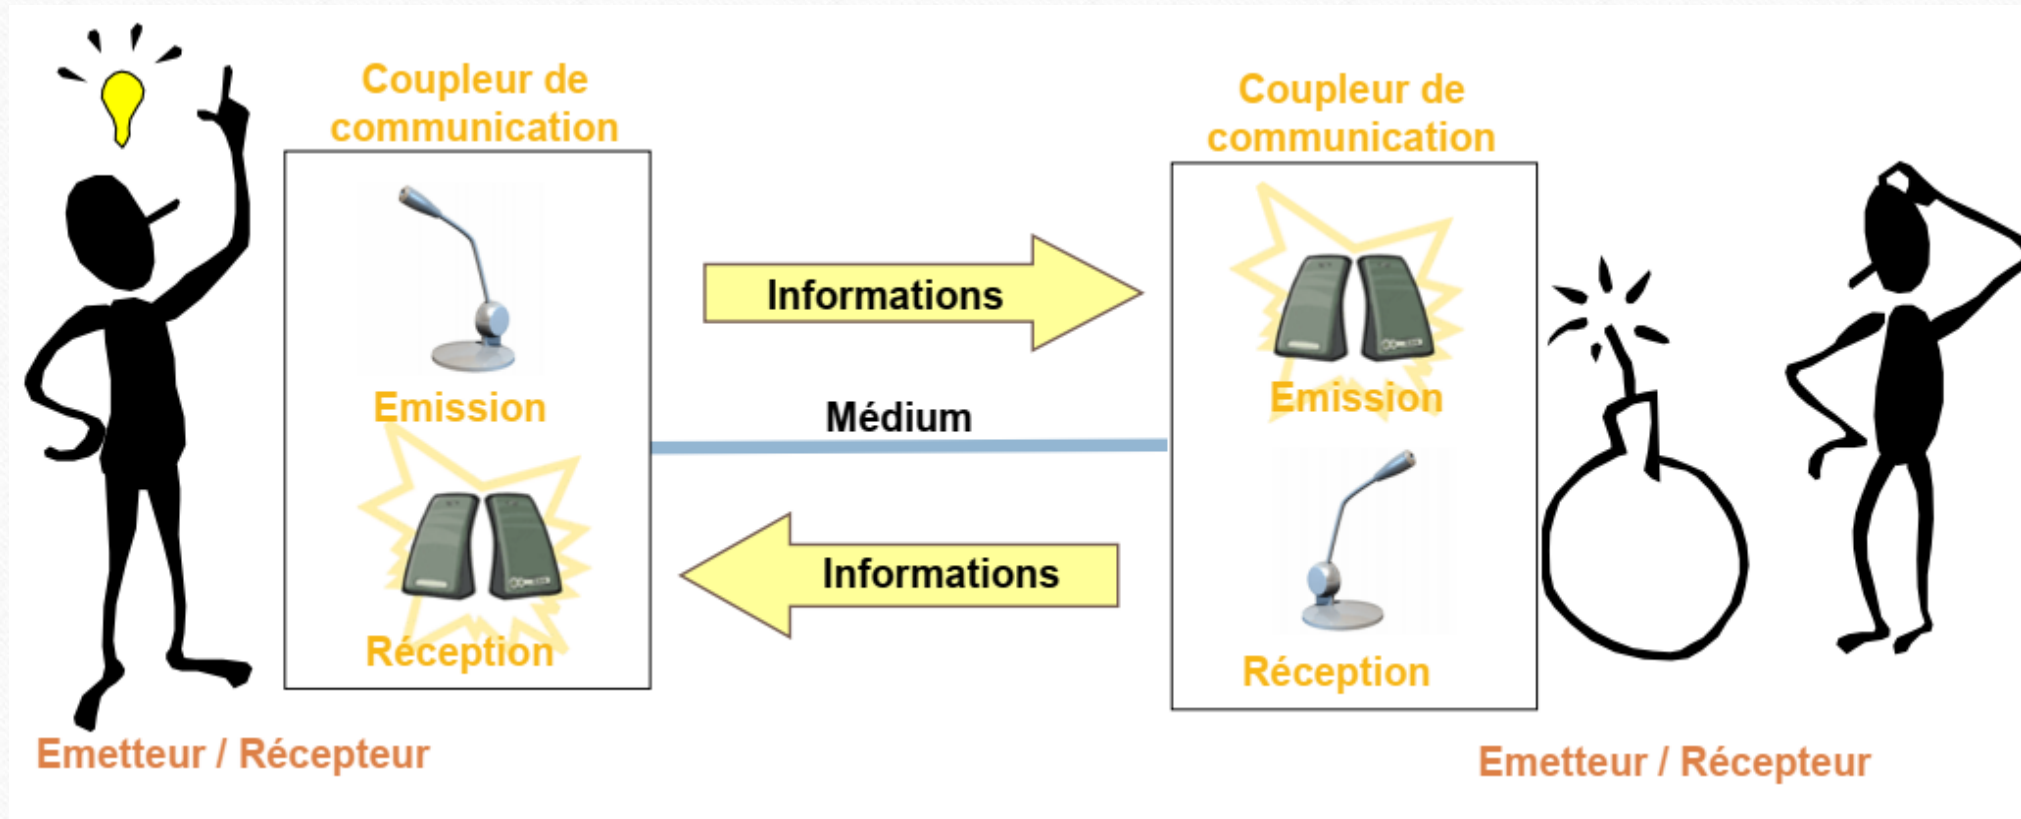 Coupleur de
communication
Emission
Réception
Emetteur / Récepteur
Informations
Médium
Informations
Coupleur de
communication
Emission
Réception
Emetteur / Récepteur